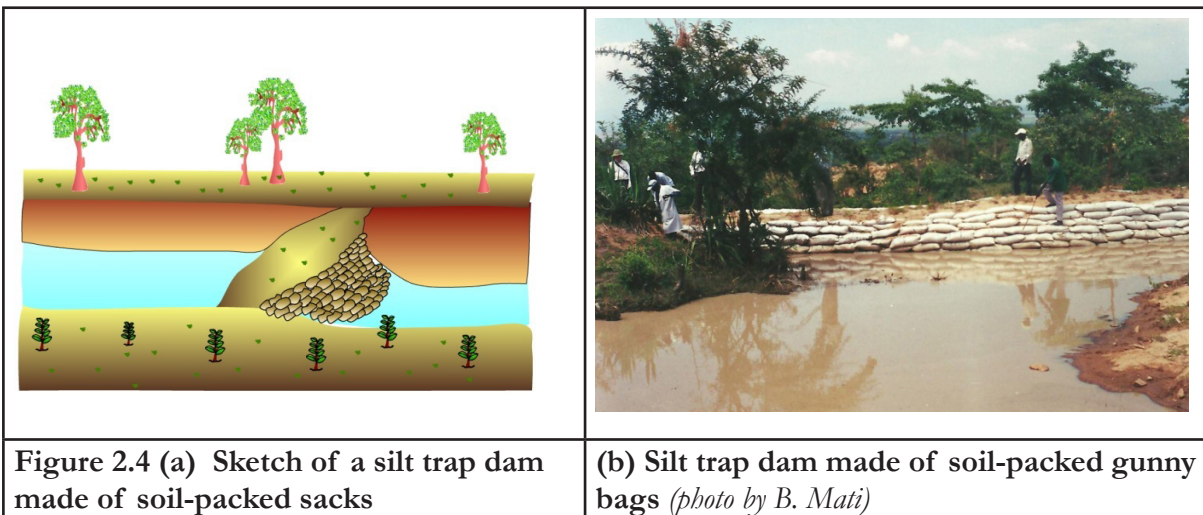 Figure 2.4 (a) Sketch of a silt trap dam
made of soil-packed sacks
(b) Silt trap dam made of soil-packed gunny
bags (photo by B. Mati)